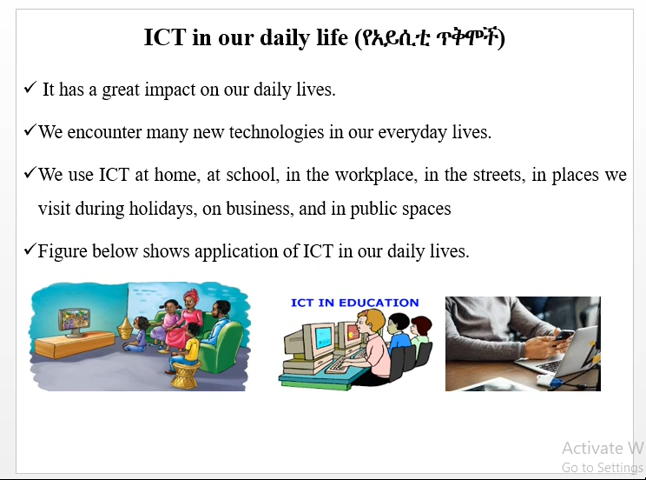 ICT in our daily life (የአይሲቲ ጥቅሞች)
✓ It has a great impact on our daily lives.
✓We encounter many new technologies in our everyday lives.
✓We use ICT at home, at school, in the workplace, in the streets, in places we
visit during holidays, on business, and in public spaces
✓Figure below shows application of ICT in our daily lives.
ICT IN EDUCATION
Activate W
Go to Settings